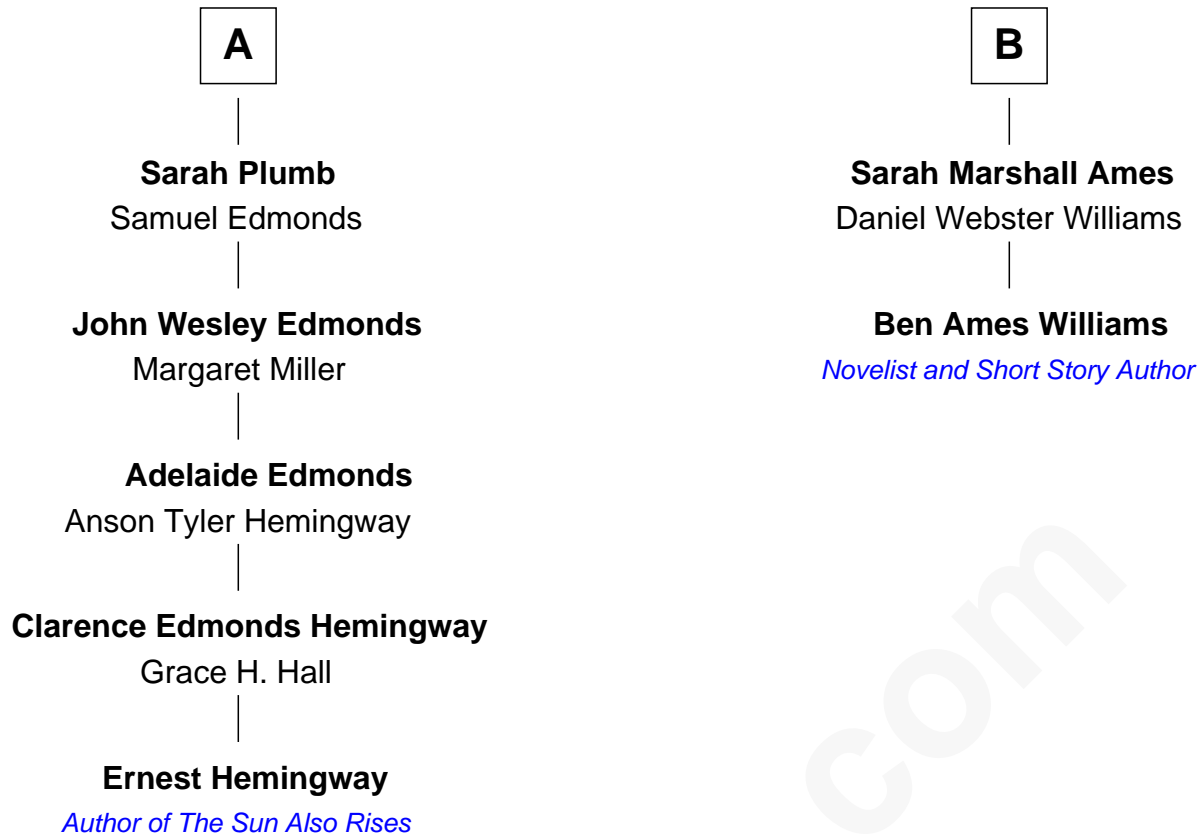 A
Sarah Plumb
Samuel Edmonds
John Wesley Edmonds
Margaret Miller
Adelaide Edmonds
Anson Tyler Hemingway
Clarence Edmonds Hemingway
Grace H. Hall
Ernest Hemingway
Author of The Sun Also Rises
B
Sarah Marshall Ames
Daniel Webster Williams
Ben Ames Williams
Novelist and Short Story Author
com